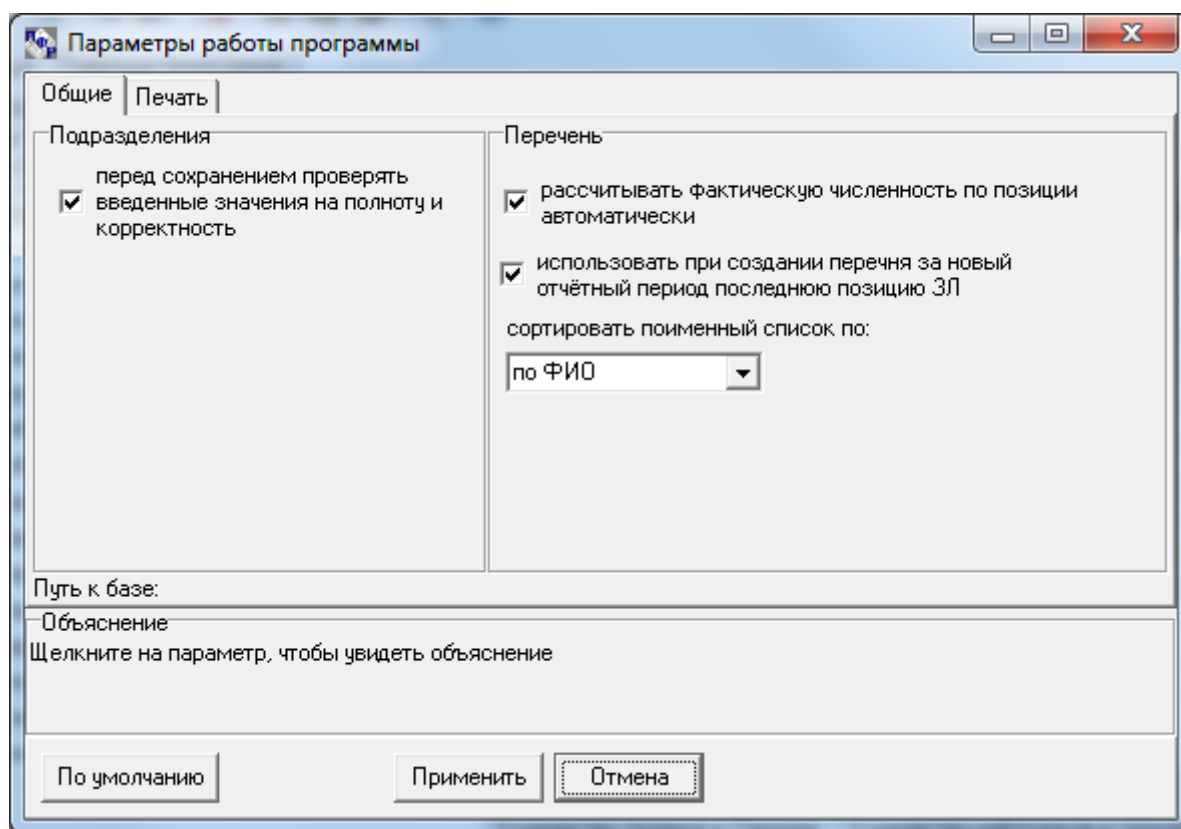 Параметры работы программы
Общие
Печать
Подразделения
перед сохранением проверять
введенные значения на полноту и
корректность
Перечень
рассчитывать фактическую численность по позиции
автоматически
использовать при создании перечня за новый
отчётный период последнюю позицию ЗЛ
сортировать поименный список по:
по ФИО
Путь к базе:
Объяснение
Щелкните на параметр, чтобы увидеть объяснение
По умолчанию
Применить
Отмена